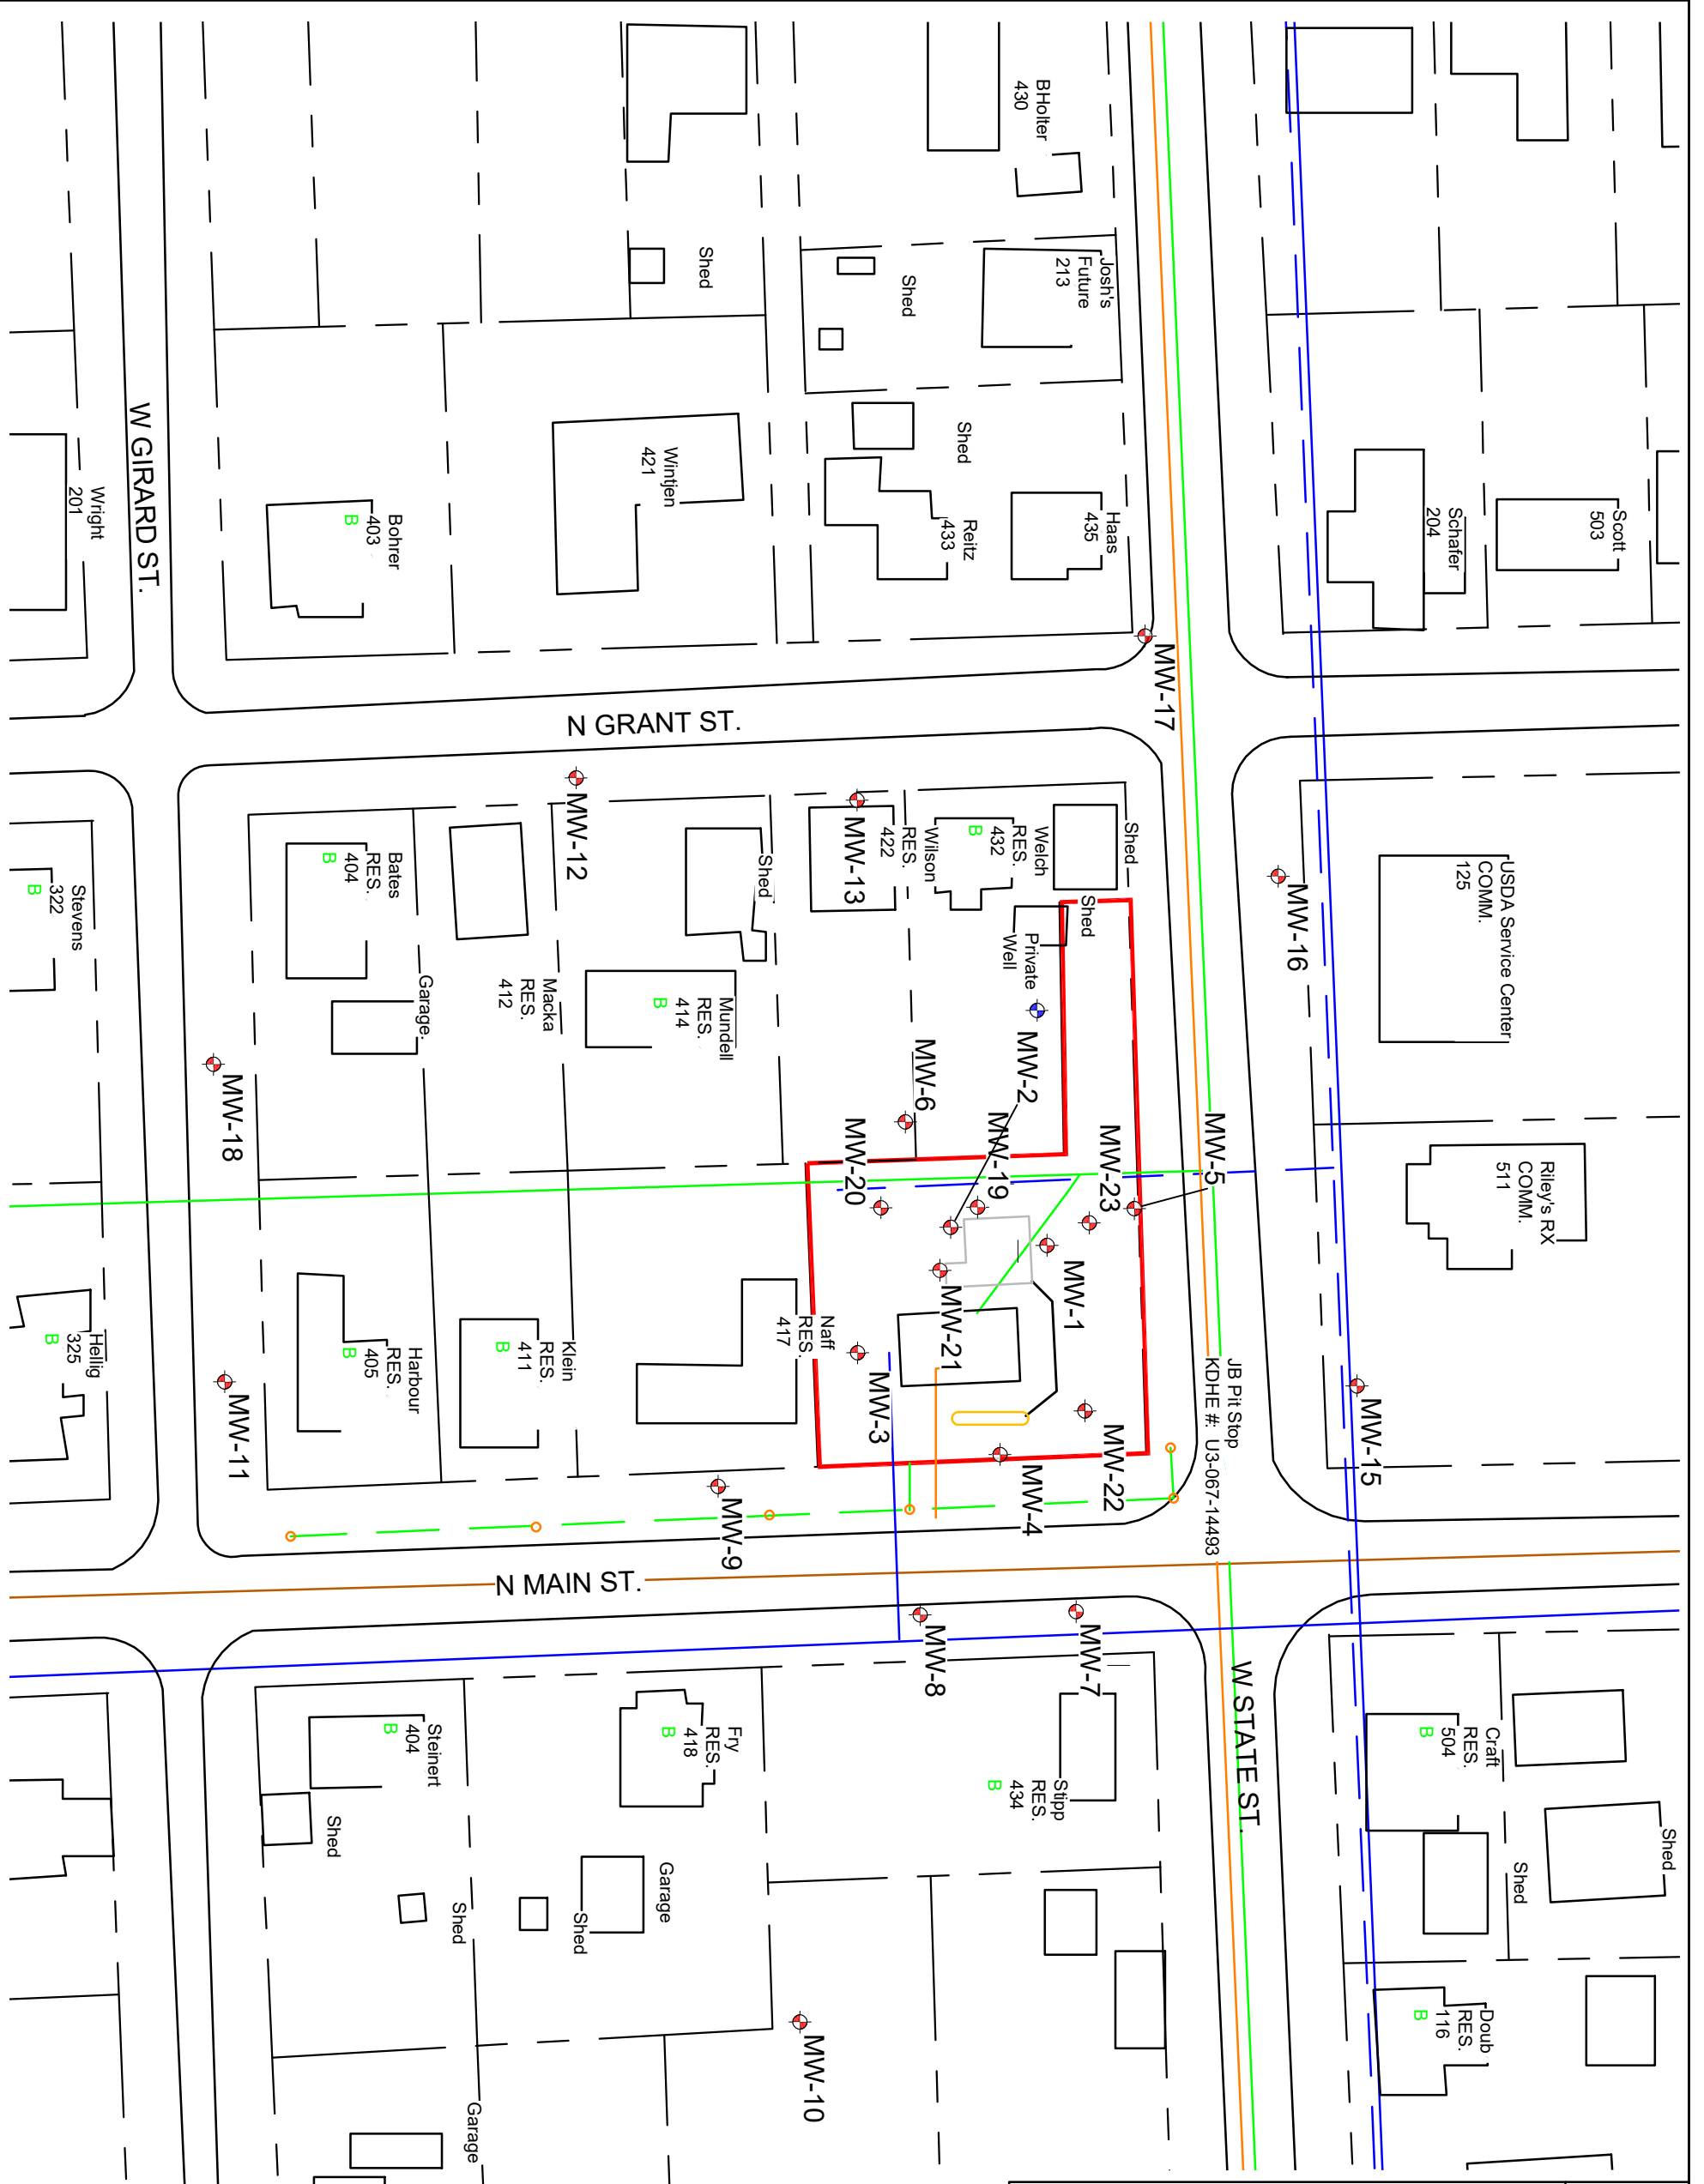 BHolter
430
Shed
Shed
Josh's
Future
213
W GIRARD ST.
Wright
201
Bohrer
403
B
Wintjen
421
Shed
Reitz
433
Haas
435
Schafer
204
Scott
503
MW-17
N GRANT ST.
MW-12
MW-13
Wilson
RES.
422
Welch
RES.
432
B
Shed
Shed
Shed
Private
Well
MW-16
USDA Service Center
COMM.
125
Stevens
322
B
Bates
RES.
404
B
Garage.
Macka
RES.
412
Mundell
RES.
414
B
MW-18
MW-6
MW-2
MW-20
MW-19
MW-23
MW-5
Riley's RX
COMM.
511
MW-1
MW-21
MW-3
MW-22
MW-4
JB Pit Stop
KDHE #: U3-067-14493
MW-15
Hellig
325
B
MW-11
Harbour
RES.
405
B
Klein
RES.
411
B
Naff
RES.
417
MW-9
N MAIN ST.
MW-8
MW-7
W STATE ST.
Steinert
404
B
Shed
Fry
RES.
418
B
Stipp
RES.
434
B
Craft
RES.
504
B
Shed
Shed
Garage
Shed
Shed
MW-10
Doub
RES.
116
B
Garage